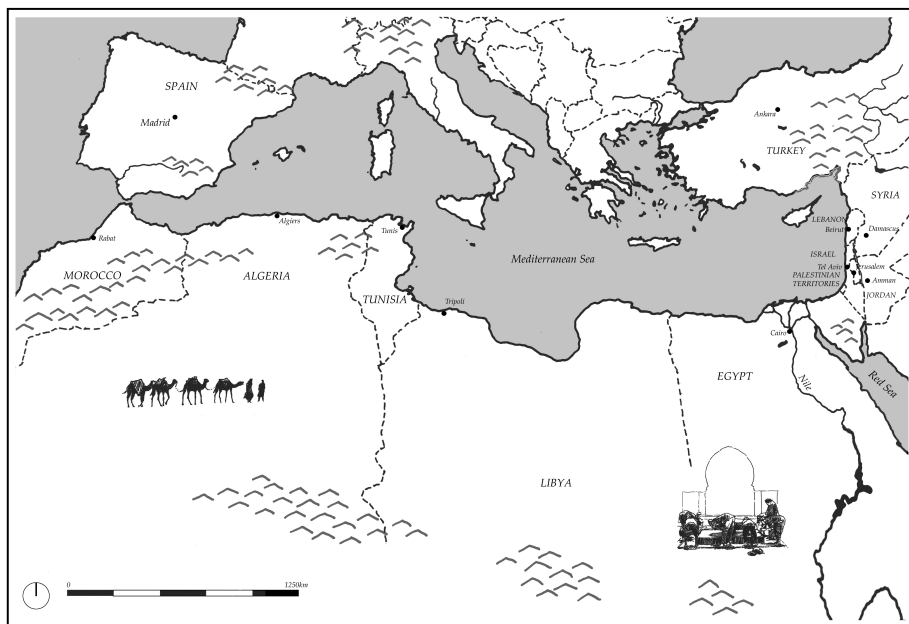 SPAIN
Madrid
Ankara
TURKEY
SYRIA
LEBANON
Beirut
Damascus
Algiers
Tunis
Rabat
ISRAEL
Mediterranean Sea
Tel Aviv
Jerusalem
MOROCCO
ALGERIA
PALESTINIAN
TERRITORIES
Amman
JORDAN
TUNISIA
Tripoli
Cairo
EGYPT
Nile
Red Sea
LIBYA
0
1250km